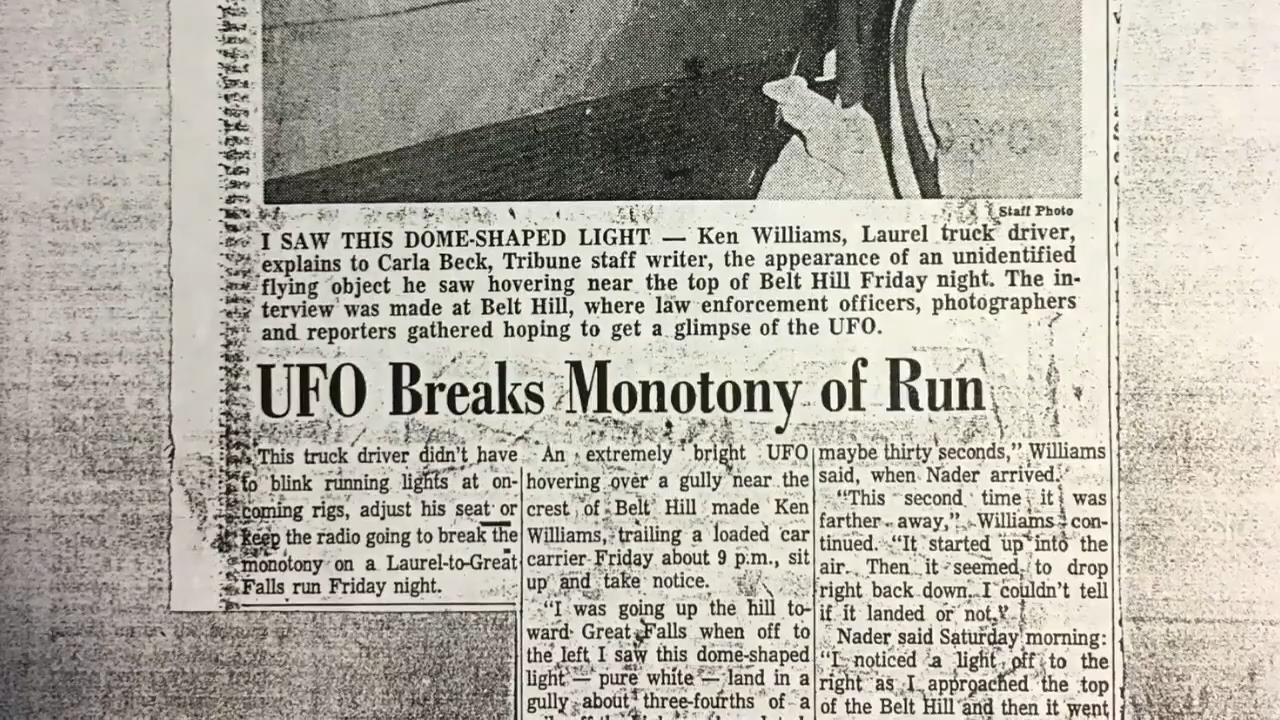 Staff Photo
I SAW THIS DOME-SHAPED LIGHT — Ken Williams, Laurel truck driver,
explains to Carla Beck, Tribune staff writer, the appearance of an unidentified
flying object he saw hovering near the top of Belt Hill Friday night. The in-
terview was made at Belt Hill, where law enforcement officers, photographers
and reporters gathered hoping to get a glimpse of the UFO.
UFO Breaks Monotony of Run
This truck driver didn't have
to blink running lights at on-
coming rigs, adjust his seat or
keep the radio going to break the
monotony on a Laurel-to-Great
Falls run Friday night.
An extremely bright UFO
hovering over a gully near the
crest of Belt Hill made Ken
Williams, trailing a loaded car
carrier Friday about 9 p.m., sit
up and take notice.
"I was going up the hill to-
ward Great Falls when off to
the left I saw this dome-shaped
light — pure white — land in a
gully about three-fourths of a
maybe thirty seconds," Williams
said, when Nader arrived.
"This second time it was
farther away," Williams con-
tinued. "It started up into the
air. Then it seemed to drop
right back down. I couldn't tell
if it landed or not."
Nader said Saturday morning:
"I noticed a light off to the
right as I approached the top
of the Belt Hill and then it went